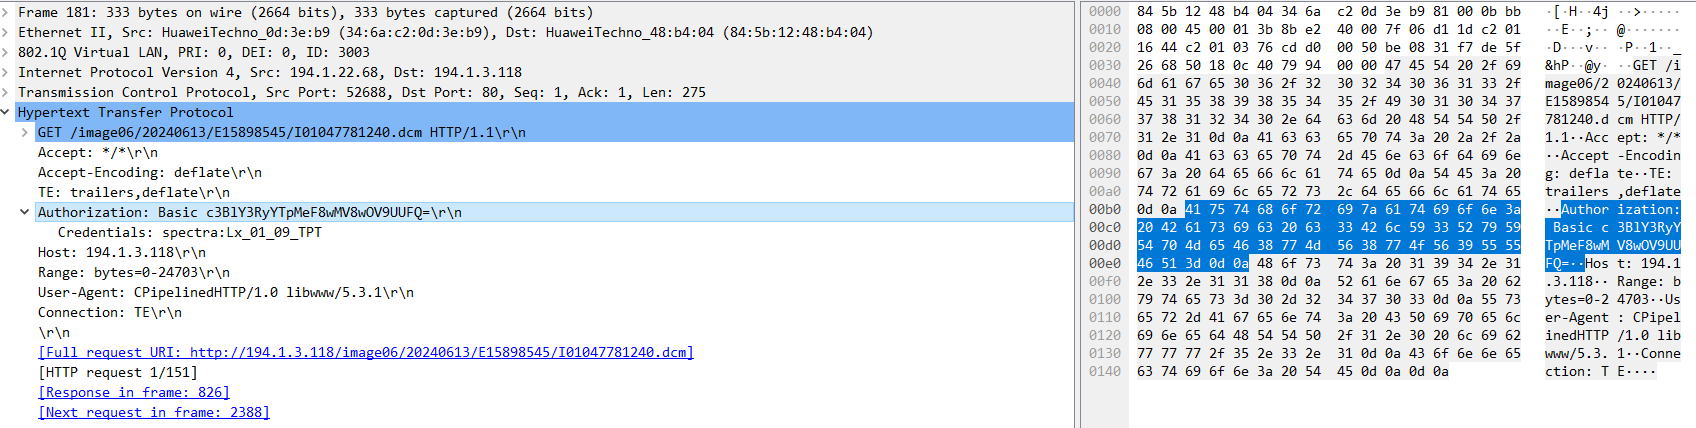 Frame 181: 333 bytes on wire (2664 bits), 333 bytes captured (2664 bits)
Ethernet II, Src: HuaweiTechno_0d:3e:b9 (34:6a:c2:0d:3e:b9), Dst: HuaweiTechno_48:b4:04 (84:5b:12:48:b4:04)
802.1Q Virtual LAN, PRI: 0, DEI: 0, ID: 3003
Internet Protocol Version 4, Src: 194.1.22.68, Dst: 194.1.3.118
Transmission Control Protocol, Src Port: 52688, Dst Port: 80, Seq: 1, Ack: 1, Len: 275
Hypertext Transfer Protocol
GET /image06/20240613/E15898545/I01047781240.dcm HTTP/1.1\r\n
Accept: */*\r\n
Accept-Encoding: deflate\r\n
TE: trailers,deflate\r\n
Authorization: Basic c3BlY3RyYTpMeF8wMV8wOV9UUFQ=\r\n
Credentials: spectra:Lx_01_09_TPT
Host: 194.1.3.118\r\n
Range: bytes=0-24703\r\n
User-Agent: CPipelinedHTTP/1.0 libwww/5.3.1\r\n
Connection: TE\r\n
\r\n
[Full request URI: http://194.1.3.118/image06/20240613/E15898545/I01047781240.dcm]
[HTTP request 1/151]
[Response in frame: 826]
[Next request in frame: 2388]
0000 84 5b 12 48 b4 04 34 6a c2 0d 3e b9 81 00 0b bb ·[·H··4j ··>·····
0010 08 00 45 00 01 3b 8b e2 40 00 7f 06 d1 1d c2 01 ··E··;·· @·······
0020 16 44 c2 01 03 76 cd d0 00 50 be 08 31 f7 de 5f ·D···v·· ·P··1··_
0030 26 68 50 18 0c 40 79 94 00 00 47 45 54 20 2f 69 &hP··@y· ··GET /i
0040 6d 61 67 65 30 36 2f 32 30 32 34 30 36 31 33 2f mage06/2 0240613/
0050 45 31 35 38 39 38 35 34 35 2f 49 30 31 30 34 37 E1589854 5/I01047
0060 37 38 31 32 34 30 2e 64 63 6d 20 48 54 54 50 2f 781240.d cm HTTP/
0070 31 2e 31 0d 0a 41 63 63 65 70 74 3a 20 2a 2f 2a 1.1··Acc ept: */*
0080 0d 0a 41 63 63 65 70 74 2d 45 6e 63 6f 64 69 6e ··Accept -Encodin
0090 67 3a 20 64 65 66 6c 61 74 65 0d 0a 54 45 3a 20 g: defla te··TE:
00a0 74 72 61 69 6c 65 72 73 2c 64 65 66 6c 61 74 65 trailers ,deflate
00b0 0d 0a 41 75 74 68 6f 72 69 7a 61 74 69 6f 6e 3a ··Author ization:
00c0 20 42 61 73 69 63 20 63 33 42 6c 59 33 52 79 59 Basic c 3BlY3RyY
00d0 54 70 4d 65 46 38 77 4d 56 38 77 4f 56 39 55 55 TpMeF8wM V8wOV9UU
00e0 46 51 3d 0d 0a 48 6f 73 74 3a 20 31 39 34 2e 31 FQ=··Hos t: 194.1
00f0 2e 33 2e 31 31 38 0d 0a 52 61 6e 67 65 3a 20 62 .3.118·· Range: b
0100 79 74 65 73 3d 30 2d 32 34 37 30 33 0d 0a 55 73 ytes=0-2 4703··Us
0110 65 72 2d 41 67 65 6e 74 3a 20 43 50 69 70 65 6c er-Agent : CPipel
0120 69 6e 65 64 48 54 54 50 2f 31 2e 30 20 6c 69 62 inedHTTP /1.0 lib
0130 77 77 77 2f 35 2e 33 2e 31 0d 0a 43 6f 6e 6e 65 www/5.3. 1··Conne
0140 63 74 69 6f 6e 3a 20 54 45 0d 0a 0d 0a ction: T E····